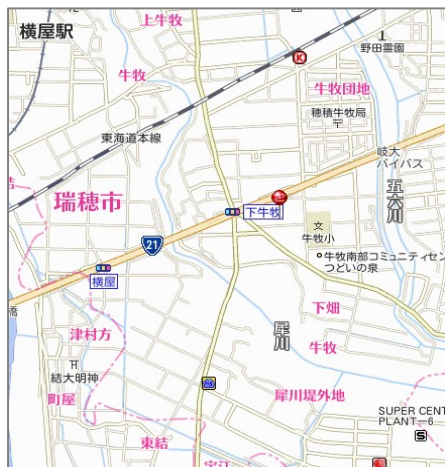 横屋駅
上牛牧
野田霊園
牛牧
牛牧団地
穂積牛牧局
東海道本線
岐大
バイパス
瑞穂市
五六川
下牛牧
文
牛牧小
21
牛牧南部コミュニティセン
つどいの泉
横屋
橋
下畑
津村方
犀川
牛牧
結大明神
町屋
犀川堤外地
SUPER CENT
PLANT-6
S
東結